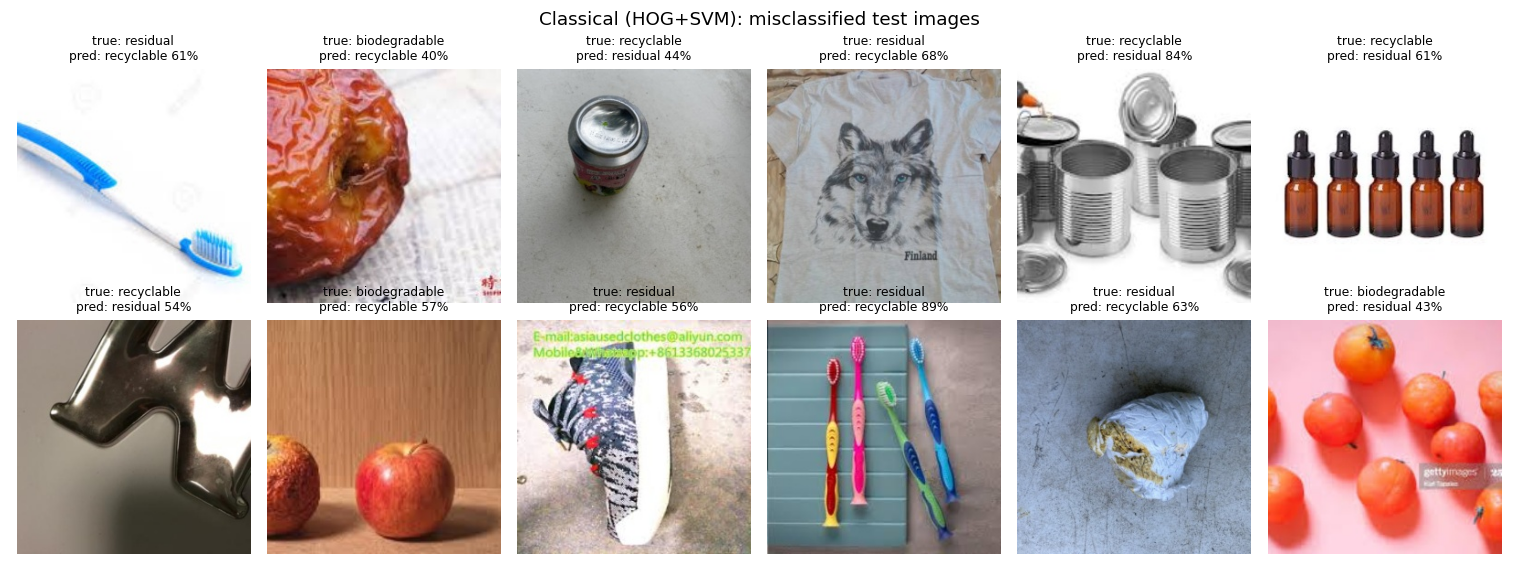 Classical (HOG+SVM): misclassified test images
true: residual
pred: recyclable 61%
true: biodegradable
pred: recyclable 40%
true: recyclable
pred: residual 44%
true: residual
pred: recyclable 68%
true: recyclable
pred: residual 84%
true: recyclable
pred: residual 61%
Finland
true: recyclable
pred: residual 54%
true: biodegradable
pred: recyclable 57%
true: residual
pred: recyclable 56%
true: residual
pred: recyclable 89%
true: residual
pred: recyclable 63%
true: biodegradable
pred: residual 43%
E-mail:asiausedclothes@aliyun.com
+8613368025337
gettyimages